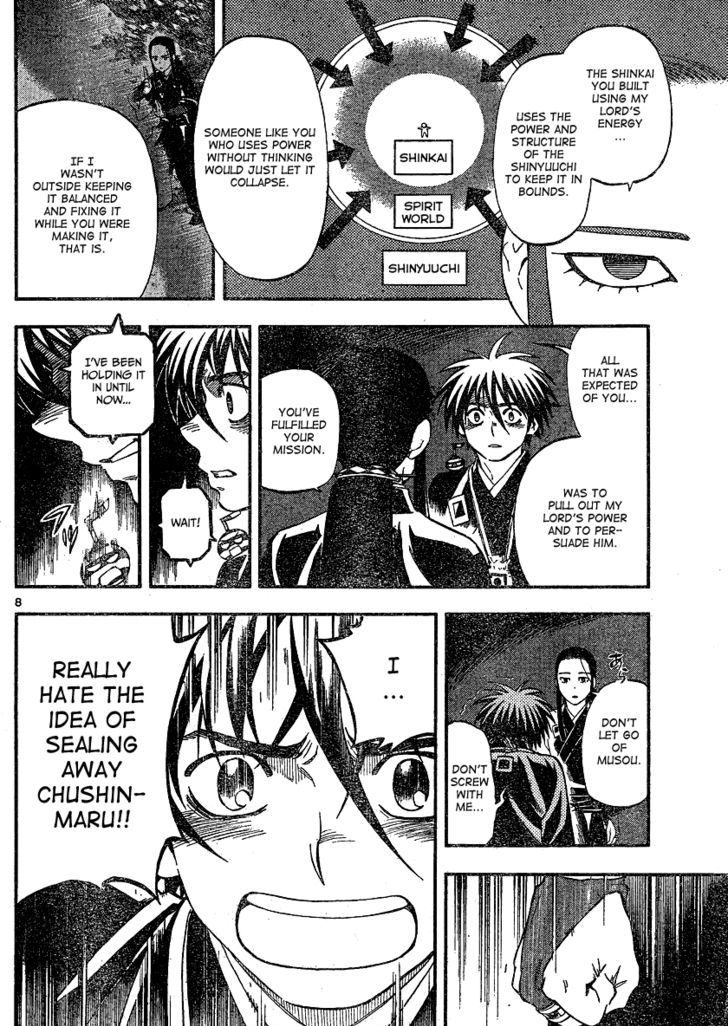 THE SHINKAI
YOU BUILT
USING MY
LORD'S
ENERGY
...
USES THE
POWER AND
STRUCTURE
OF THE
SHINYUUCHI
TO KEEP IT IN
BOUNDS.
SHINKAI
SPIRIT
WORLD
SHINYUUCHI
SOMEONE LIKE YOU
WHO USES POWER
WITHOUT THINKING
WOULD JUST LET IT
COLLAPSE.
IF I
WASN'T
OUTSIDE KEEPING
IT BALANCED
AND FIXING IT
WHILE YOU WERE
MAKING IT,
THAT IS.
ALL
THAT WAS
EXPECTED
OF YOU...
WAS TO
PULL OUT MY
LORD'S POWER
AND TO PER-
SUADE HIM.
YOU'VE
FULFILLED
YOUR
MISSION.
WAIT!
I'VE BEEN
HOLDING IT
IN UNTIL
NOW...
8
DON'T
LET GO
OF
MUSOU.
DON'T
SCREW
WITH
ME...
I
...
REALLY
HATE THE
IDEA OF
SEALING
AWAY
CHUSHIN-
MARU!!